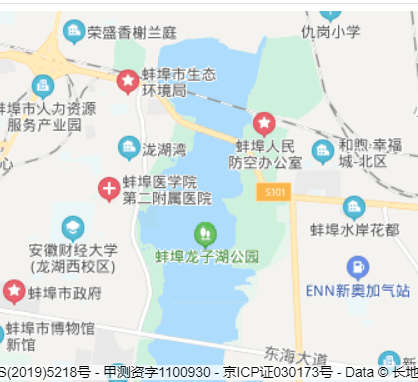 荣盛香榭兰庭
仇岗小学
蚌埠市生态
环境局
蚌埠市人力资源
服务产业园
蚌埠人民
防空办公室
和煦·幸福
城-北区
泷湖湾
心
蚌埠医学院
第二附属医院
S101
安徽财经大学
(龙湖西校区)
蚌埠龙子湖公园
蚌埠水岸花都
ENN新奥加气站
蚌埠市政府
蚌埠市博物馆
新馆
东海大道
新
S(2019)5218号 - 甲测资字1100930 - 京ICP证030173号 - Data © 长地